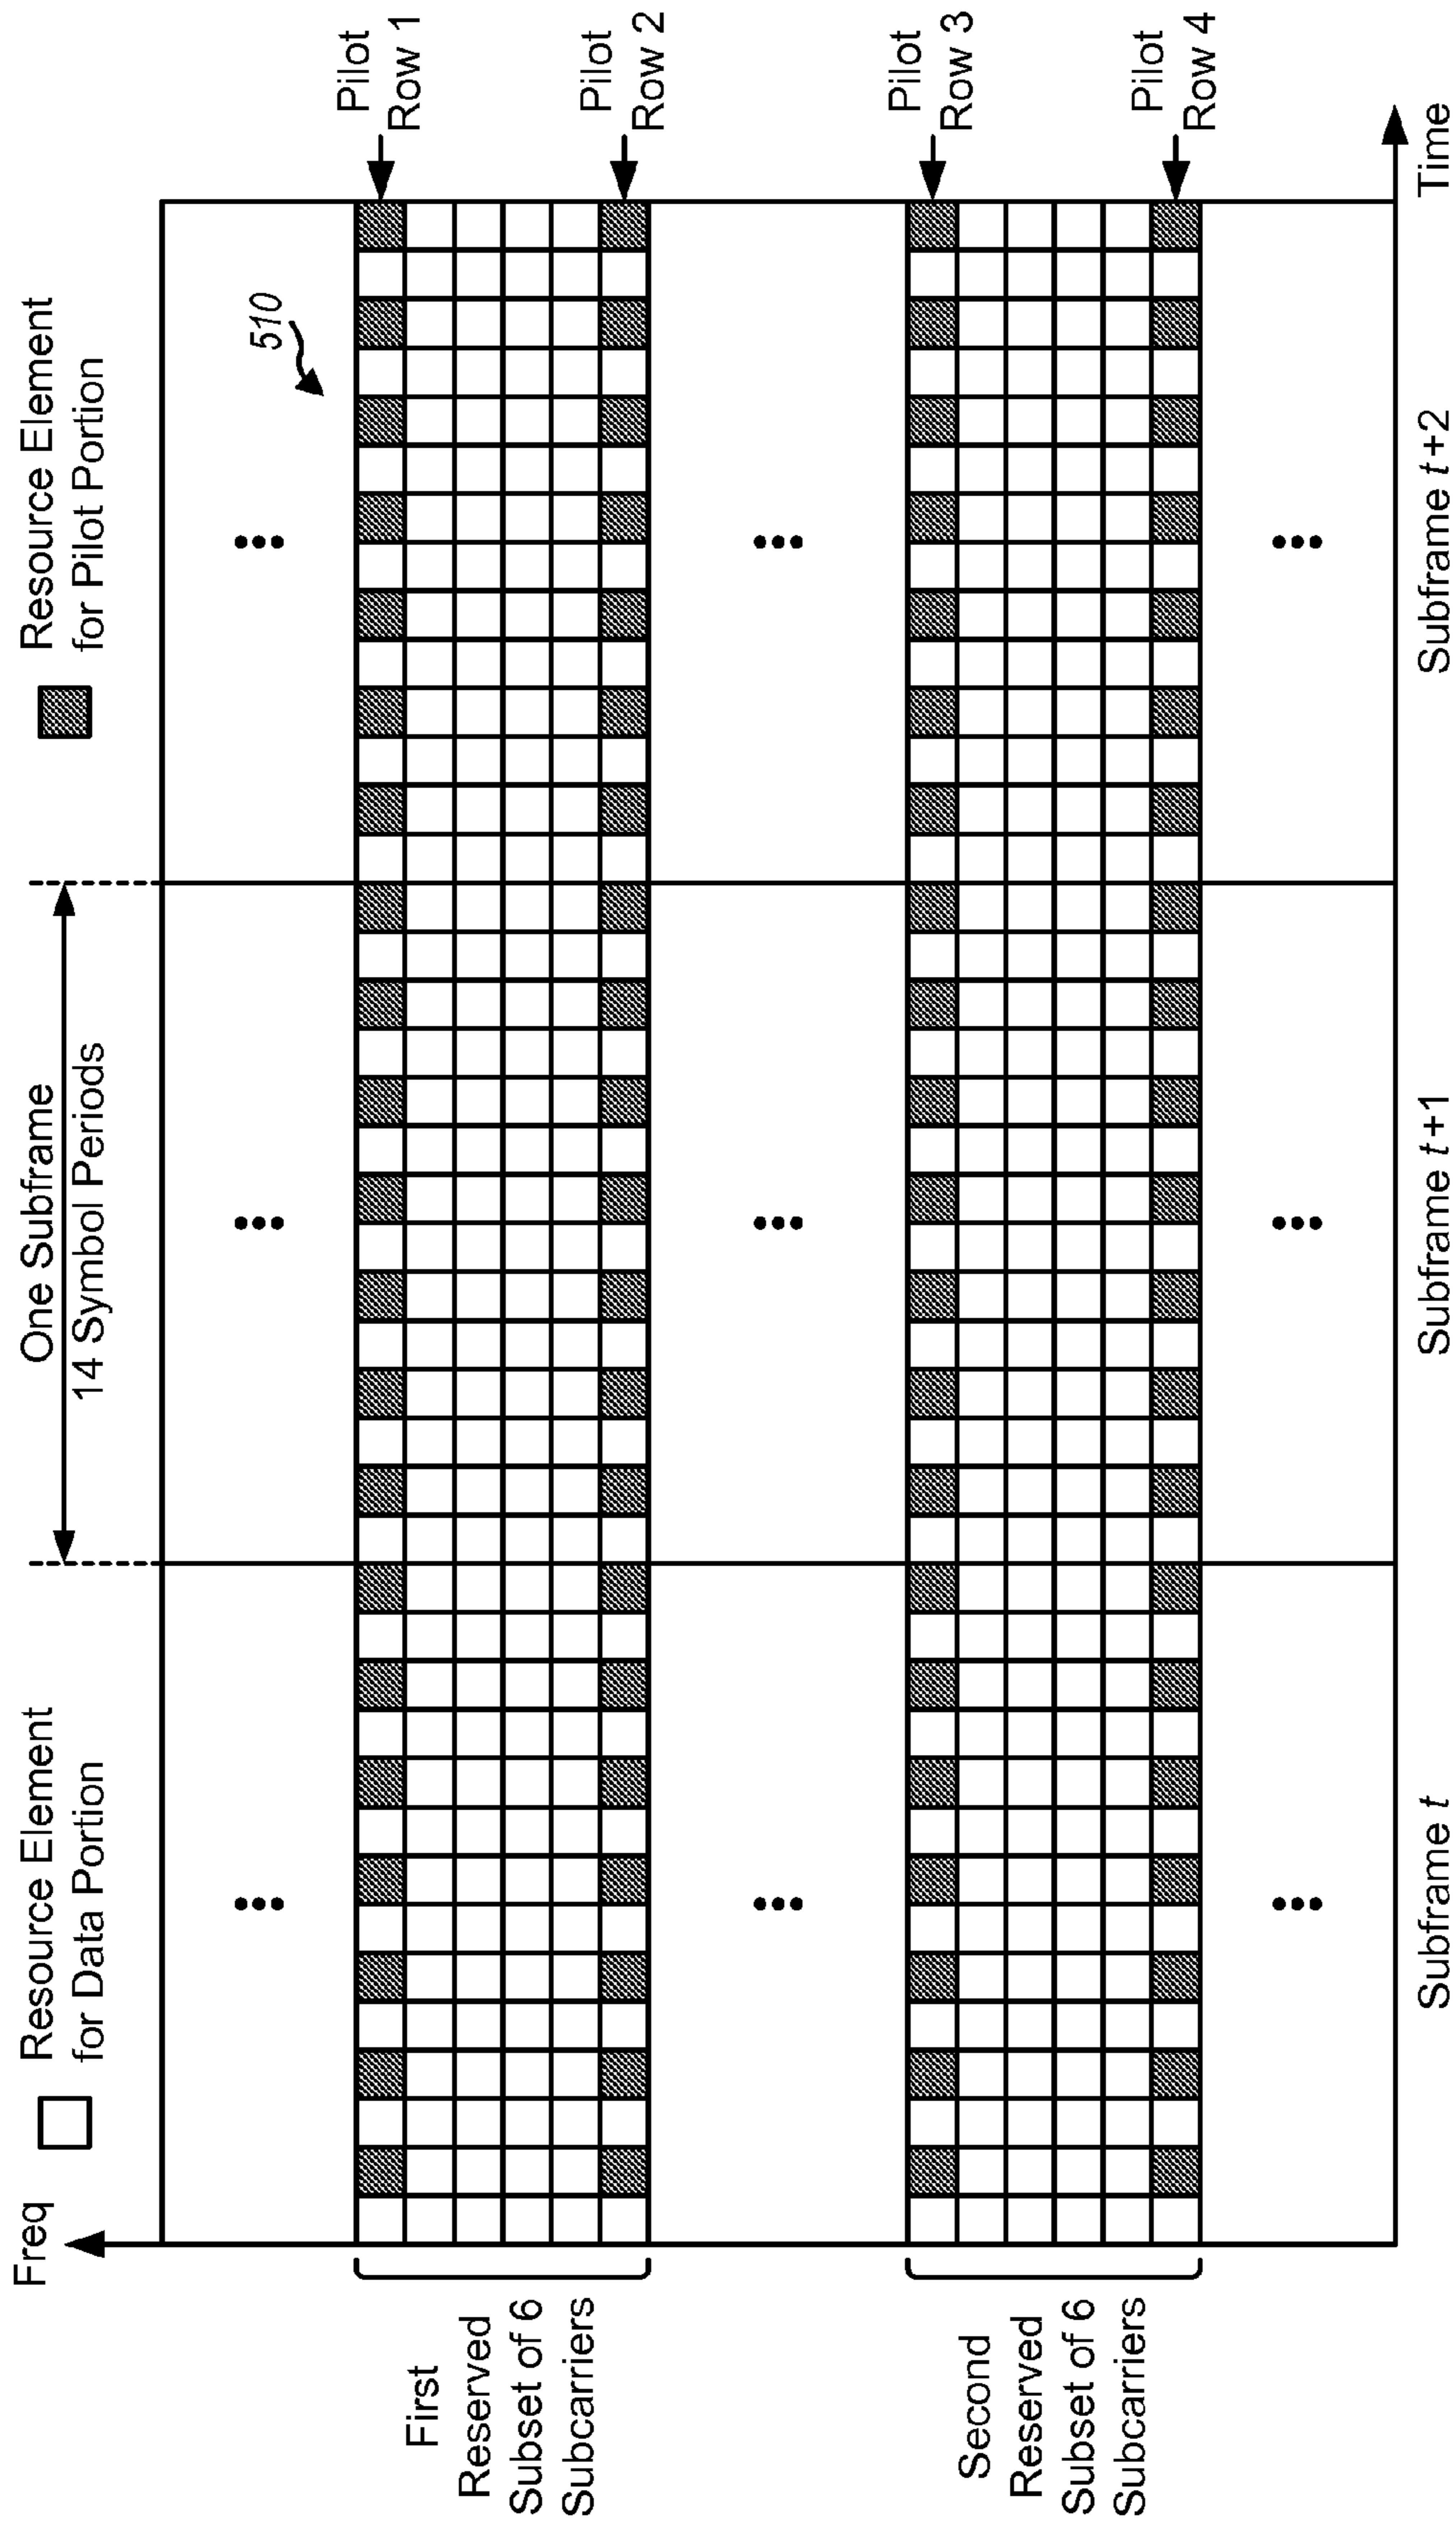 Freq
Resource Element
for Data Portion
One Subframe
14 Symbol Periods
Resource Element
for Pilot Portion
510
First
Reserved
Subset of 6
Subcarriers
Second
Reserved
Subset of 6
Subcarriers
Pilot
Row 1
Pilot
Row 2
Pilot
Row 3
Pilot
Row 4
Subframe t
Subframe t+1
Subframe t+2
Time